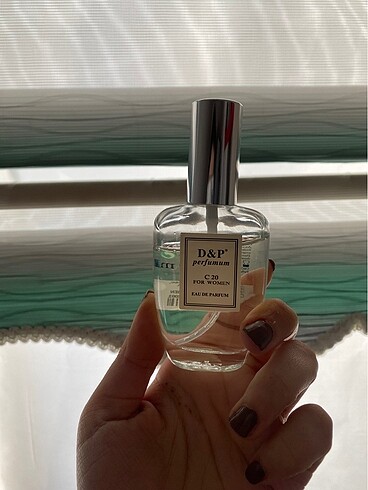 D&P®
perfumum
C 20
FOR WOMEN
EAU DE PARFUM